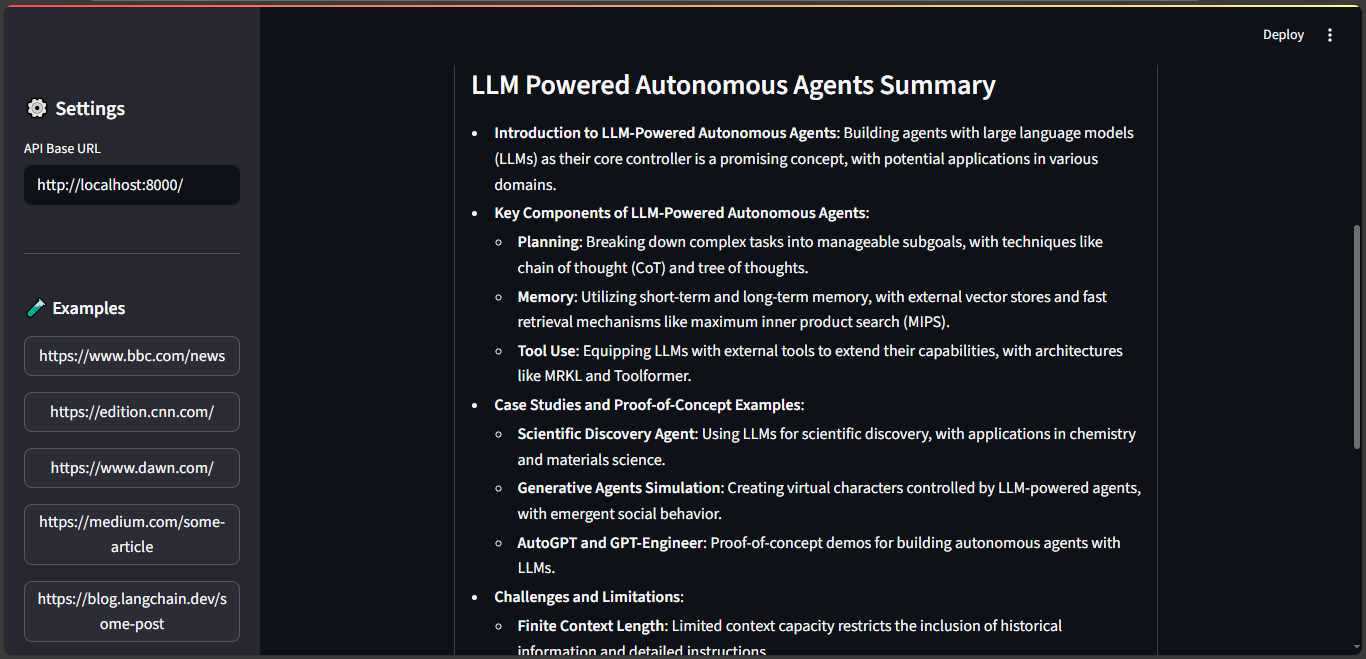 Deploy
Settings
API Base URL
http://localhost:8000/
Examples
https://www.bbc.com/news
https://edition.cnn.com/
https://www.dawn.com/
https://medium.com/some-
article
https://blog.langchain.dev/s
ome-post
LLM Powered Autonomous Agents Summary
Introduction to LLM-Powered Autonomous Agents: Building agents with large language models
(LLMs) as their core controller is a promising concept, with potential applications in various
domains.
Key Components of LLM-Powered Autonomous Agents:
Planning: Breaking down complex tasks into manageable subgoals, with techniques like
chain of thought (CoT) and tree of thoughts.
Memory: Utilizing short-term and long-term memory, with external vector stores and fast
retrieval mechanisms like maximum inner product search (MIPS).
Tool Use: Equipping LLMs with external tools to extend their capabilities, with architectures
like MRKL and Toolformer.
Case Studies and Proof-of-Concept Examples:
Scientific Discovery Agent: Using LLMs for scientific discovery, with applications in chemistry
and materials science.
Generative Agents Simulation: Creating virtual characters controlled by LLM-powered agents,
with emergent social behavior.
AutoGPT and GPT-Engineer: Proof-of-concept demos for building autonomous agents with
LLMs.
Challenges and Limitations:
Finite Context Length: Limited context capacity restricts the inclusion of historical
information and detailed instructions.